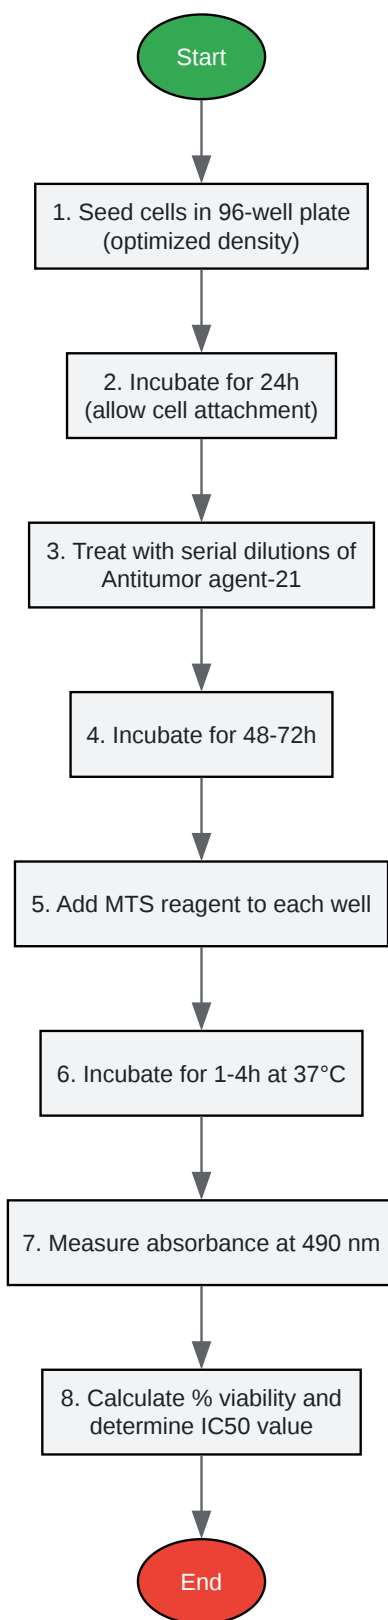 Start
1. Seed cells in 96-well plate
(optimized density)
2. Incubate for 24h
(allow cell attachment)
3. Treat with serial dilutions of
Antitumor agent-21
4. Incubate for 48-72h
5. Add MTS reagent to each well
6. Incubate for 1-4h at 37°C
7. Measure absorbance at 490 nm
8. Calculate % viability and
determine IC50 value
End